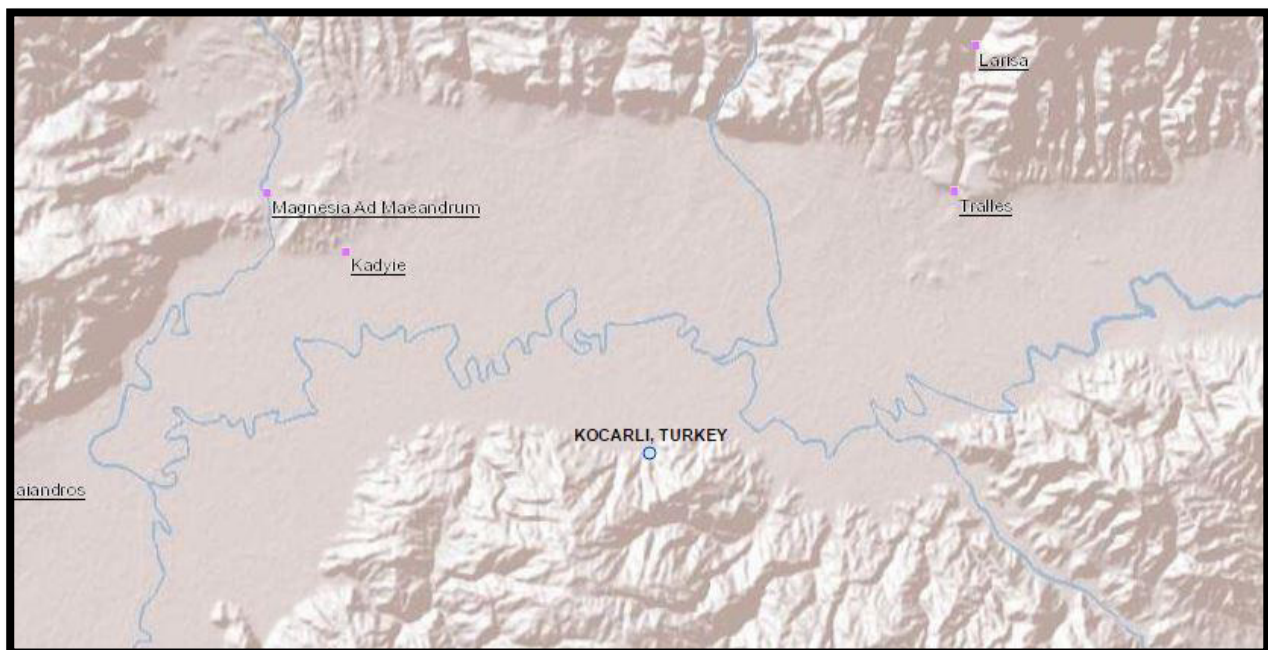 Larisa
Magnesia Ad Maeandrum
Tralles
Kadyie
KOCARLI, TURKEY
aiandros